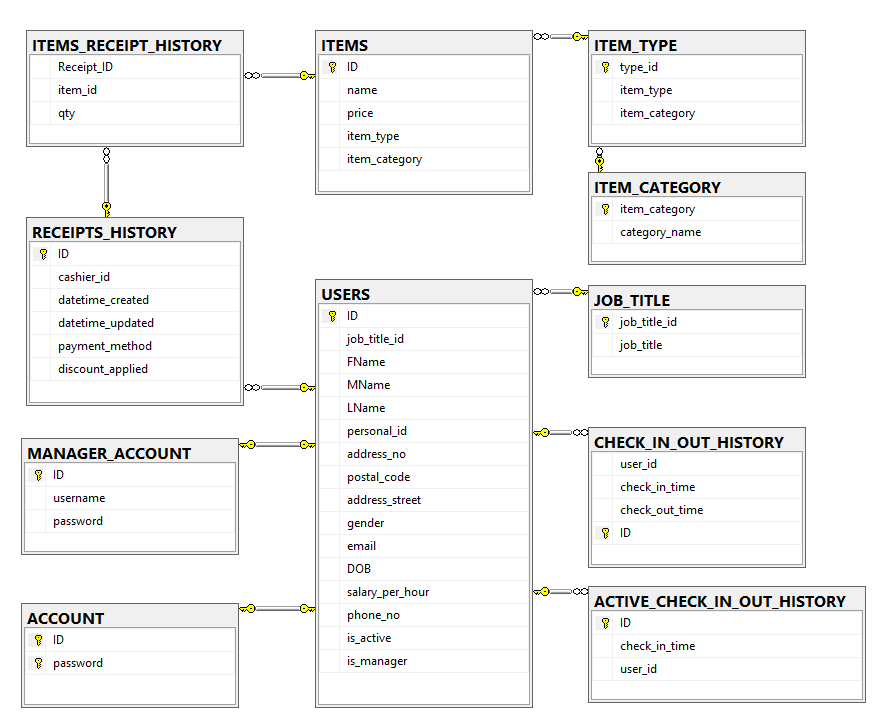 ITEMS_RECEIPT_HISTORY
Receipt_ID
item_id
qty
ITEMS
ID
name
price
item_type
item_category
ITEM_TYPE
type_id
item_type
item_category
ITEM_CATEGORY
item_category
category_name
RECEIPTS_HISTORY
ID
cashier_id
datetime_created
datetime_updated
payment_method
discount_applied
USERS
ID
job_title_id
FName
MName
LName
personal_id
address_no
postal_code
address_street
gender
email
DOB
salary_per_hour
phone_no
is_active
is_manager
JOB_TITLE
job_title_id
job_title
MANAGER_ACCOUNT
ID
username
password
CHECK_IN_OUT_HISTORY
user_id
check_in_time
check_out_time
ID
ACCOUNT
ID
password
ACTIVE_CHECK_IN_OUT_HISTORY
ID
check_in_time
user_id